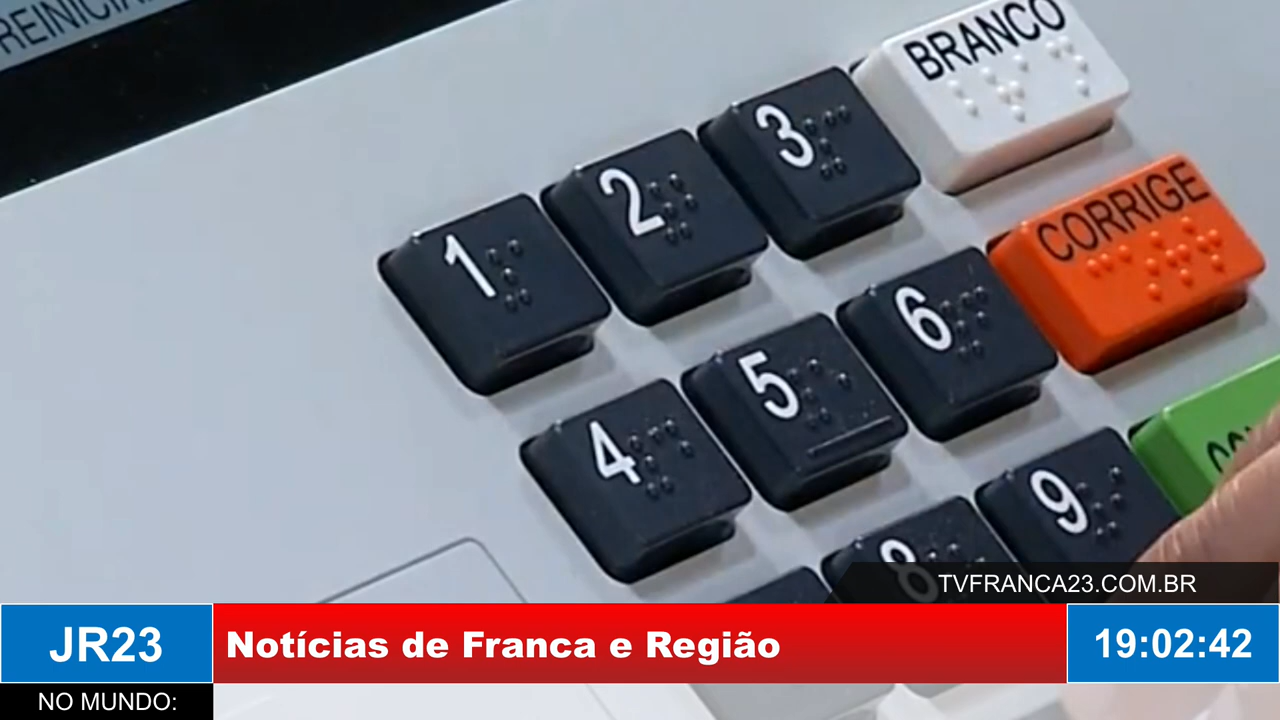 BRANCO
3
2
1
CORRIGE
6
5
4
9
8
TVFRANCA23.COM.BR
JR23
Notícias de Franca e Região
19:02:42
NO MUNDO: